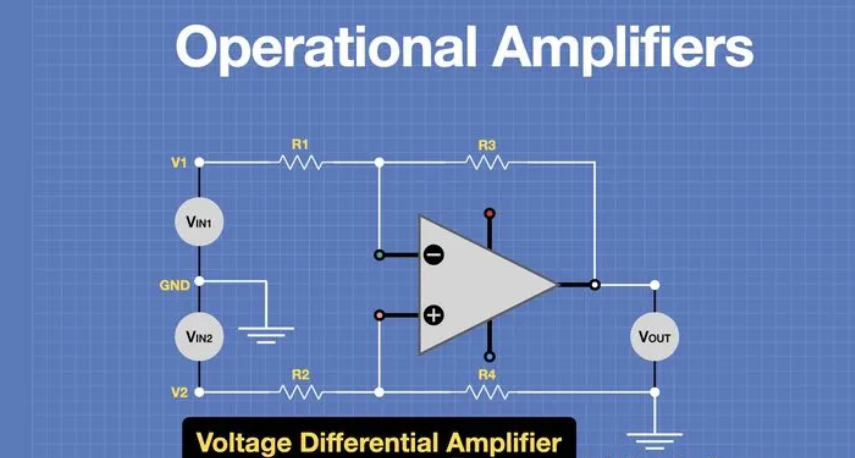 Operational Amplifiers
R1
R3
V1
VIN1
−
GND
+
VIN2
VOUT
R2
R4
V2
Voltage Differential Amplifier